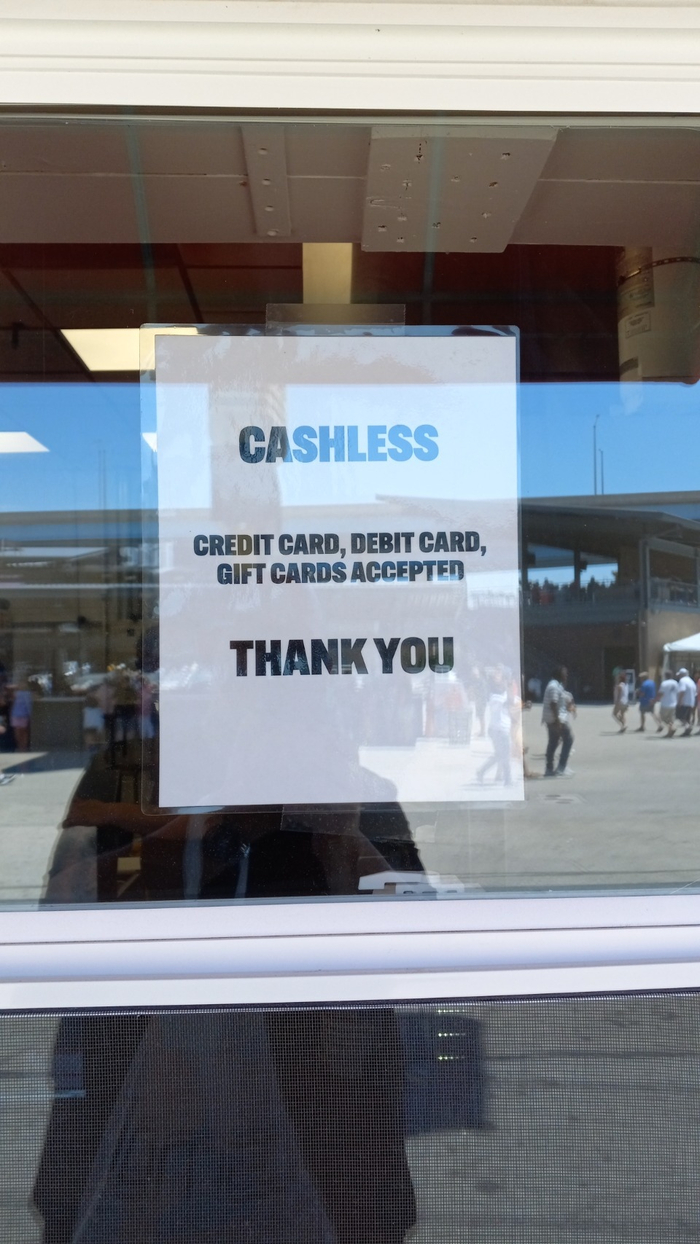 CASHLESS
CREDIT CARD, DEBIT CARD,
GIFT CARDS ACCEPTED
THANK YOU